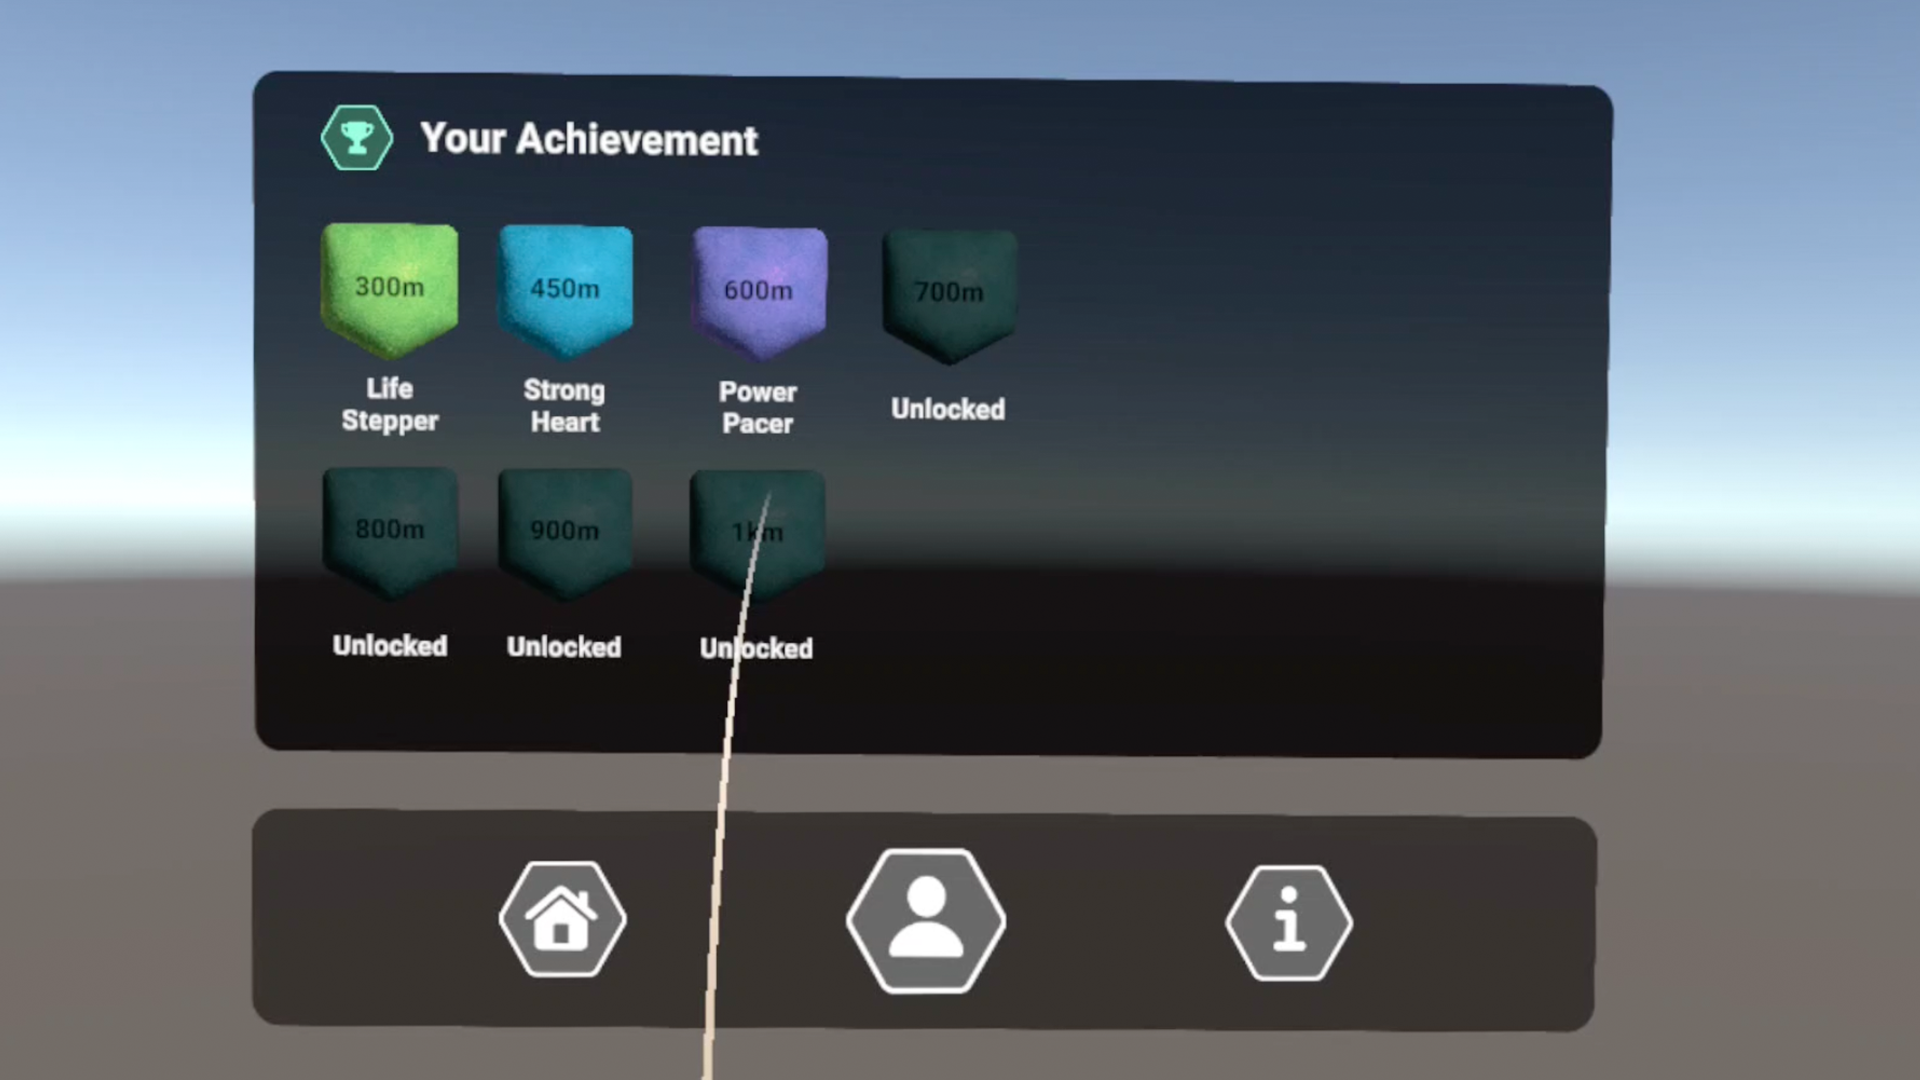 Your Achievement
300m
450m
600m
700m
Life
Stepper
Strong
Heart
Power
Pacer
Unlocked
800m
900m
1km
Unlocked
Unlocked
Unlocked